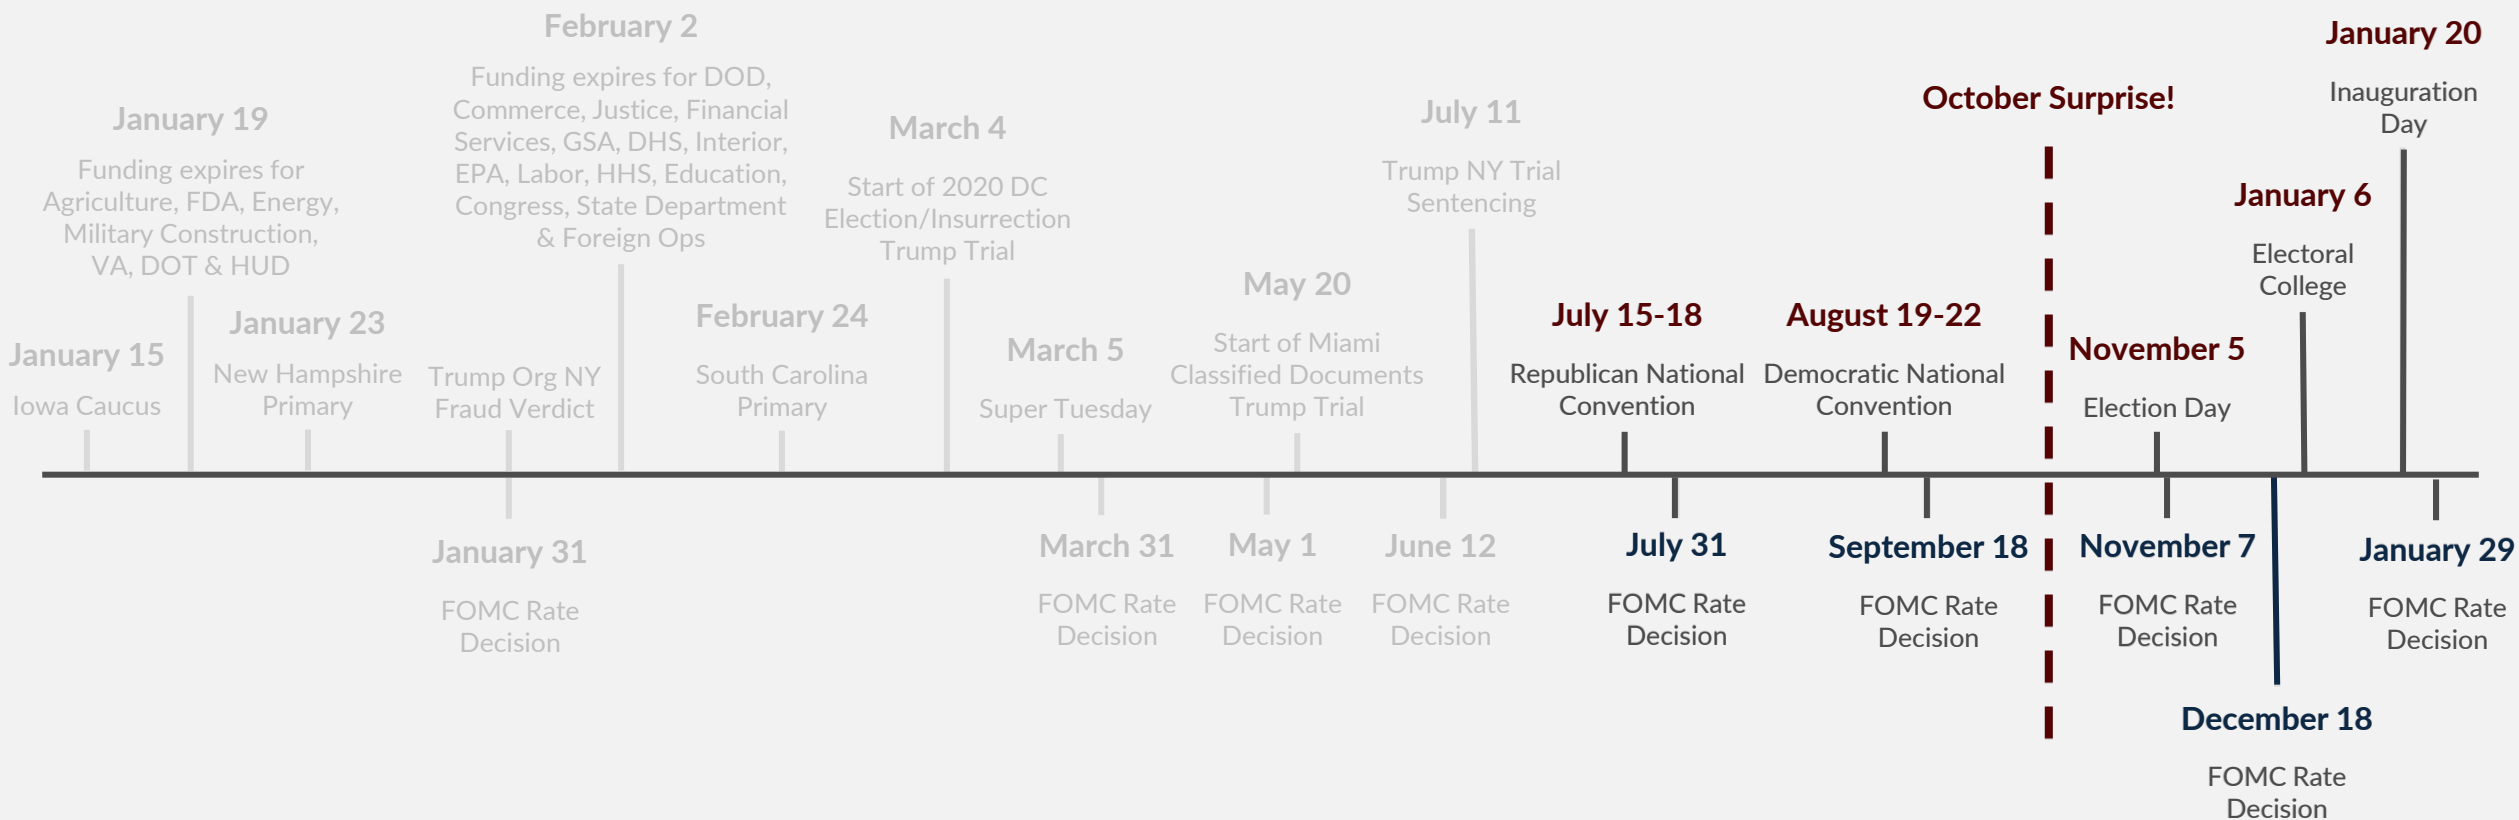 January 15
Iowa Caucus
January 19
Funding expires for
Agriculture, FDA, Energy,
Military Construction,
VA, DOT & HUD
January 23
New Hampshire
Primary
Trump Org NY
Fraud Verdict
February 2
Funding expires for DOD,
Commerce, Justice, Financial
Services, GSA, DHS, Interior,
EPA, Labor, HHS, Education,
Congress, State Department
& Foreign Ops
February 24
South Carolina
Primary
March 4
Start of 2020 DC
Election/Insurrection
Trump Trial
March 5
Super Tuesday
May 20
Start of Miami
Classified Documents
Trump Trial
July 11
Trump NY Trial
Sentencing
July 15-18
Republican National
Convention
August 19-22
Democratic National
Convention
October Surprise!
November 5
Election Day
January 6
Electoral
College
January 20
Inauguration
Day
January 31
FOMC Rate
Decision
March 31
FOMC Rate
Decision
May 1
FOMC Rate
Decision
June 12
FOMC Rate
Decision
July 31
FOMC Rate
Decision
September 18
FOMC Rate
Decision
November 7
FOMC Rate
Decision
December 18
FOMC Rate
Decision
January 29
FOMC Rate
Decision